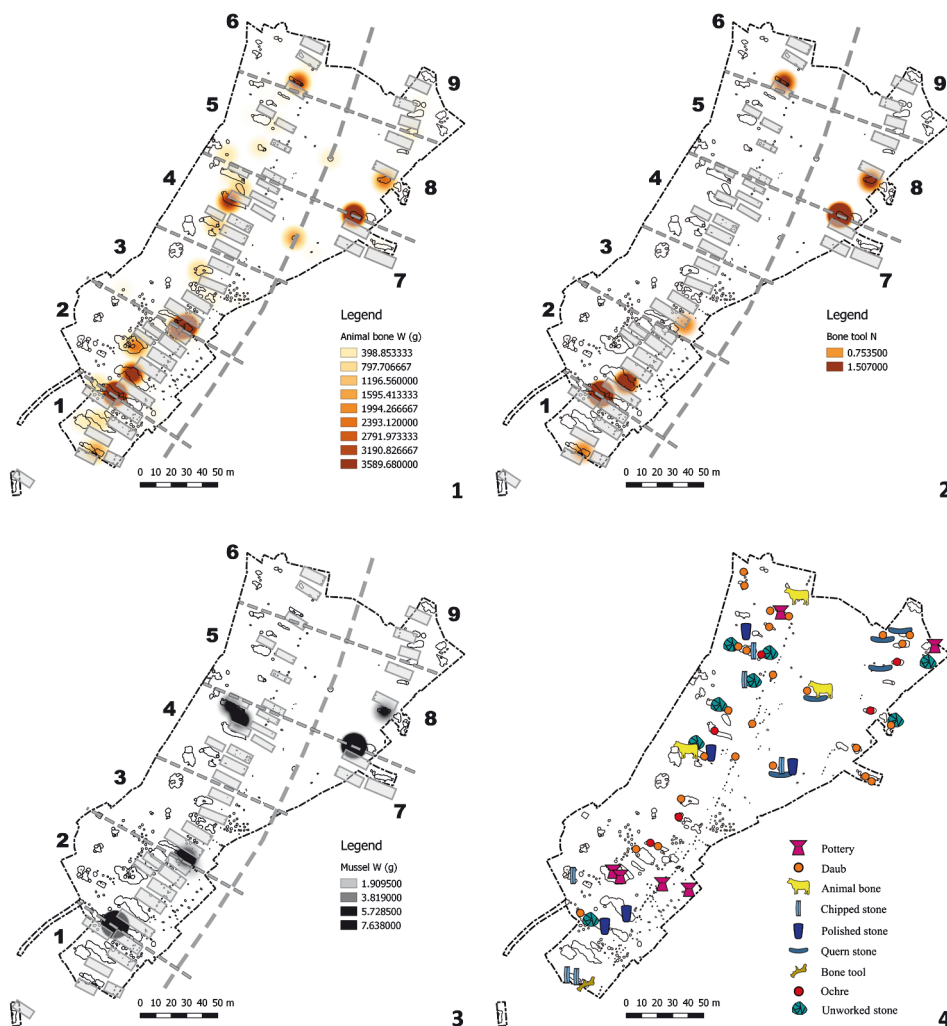 6
9
5
4
8
3
7
2
1
Legend
Animal bone W (g)
398.853333
797.706667
1196.560000
1595.413333
1994.266667
2393.120000
2791.973333
3190.826667
3589.680000
0 10 20 30 40 50 m
1
6
9
5
4
8
3
7
2
1
Legend
Bone tool N
0.753500
1.507000
0 10 20 30 40 50 m
2
6
9
5
4
8
3
7
2
1
Legend
Mussel W (g)
1.909500
3.819000
5.728500
7.638000
0 10 20 30 40 50 m
3
Pottery
Daub
Animal bone
Chipped stone
Polished stone
Quern stone
Bone tool
Ochre
Unworked stone
0 10 20 30 40 50 m
4